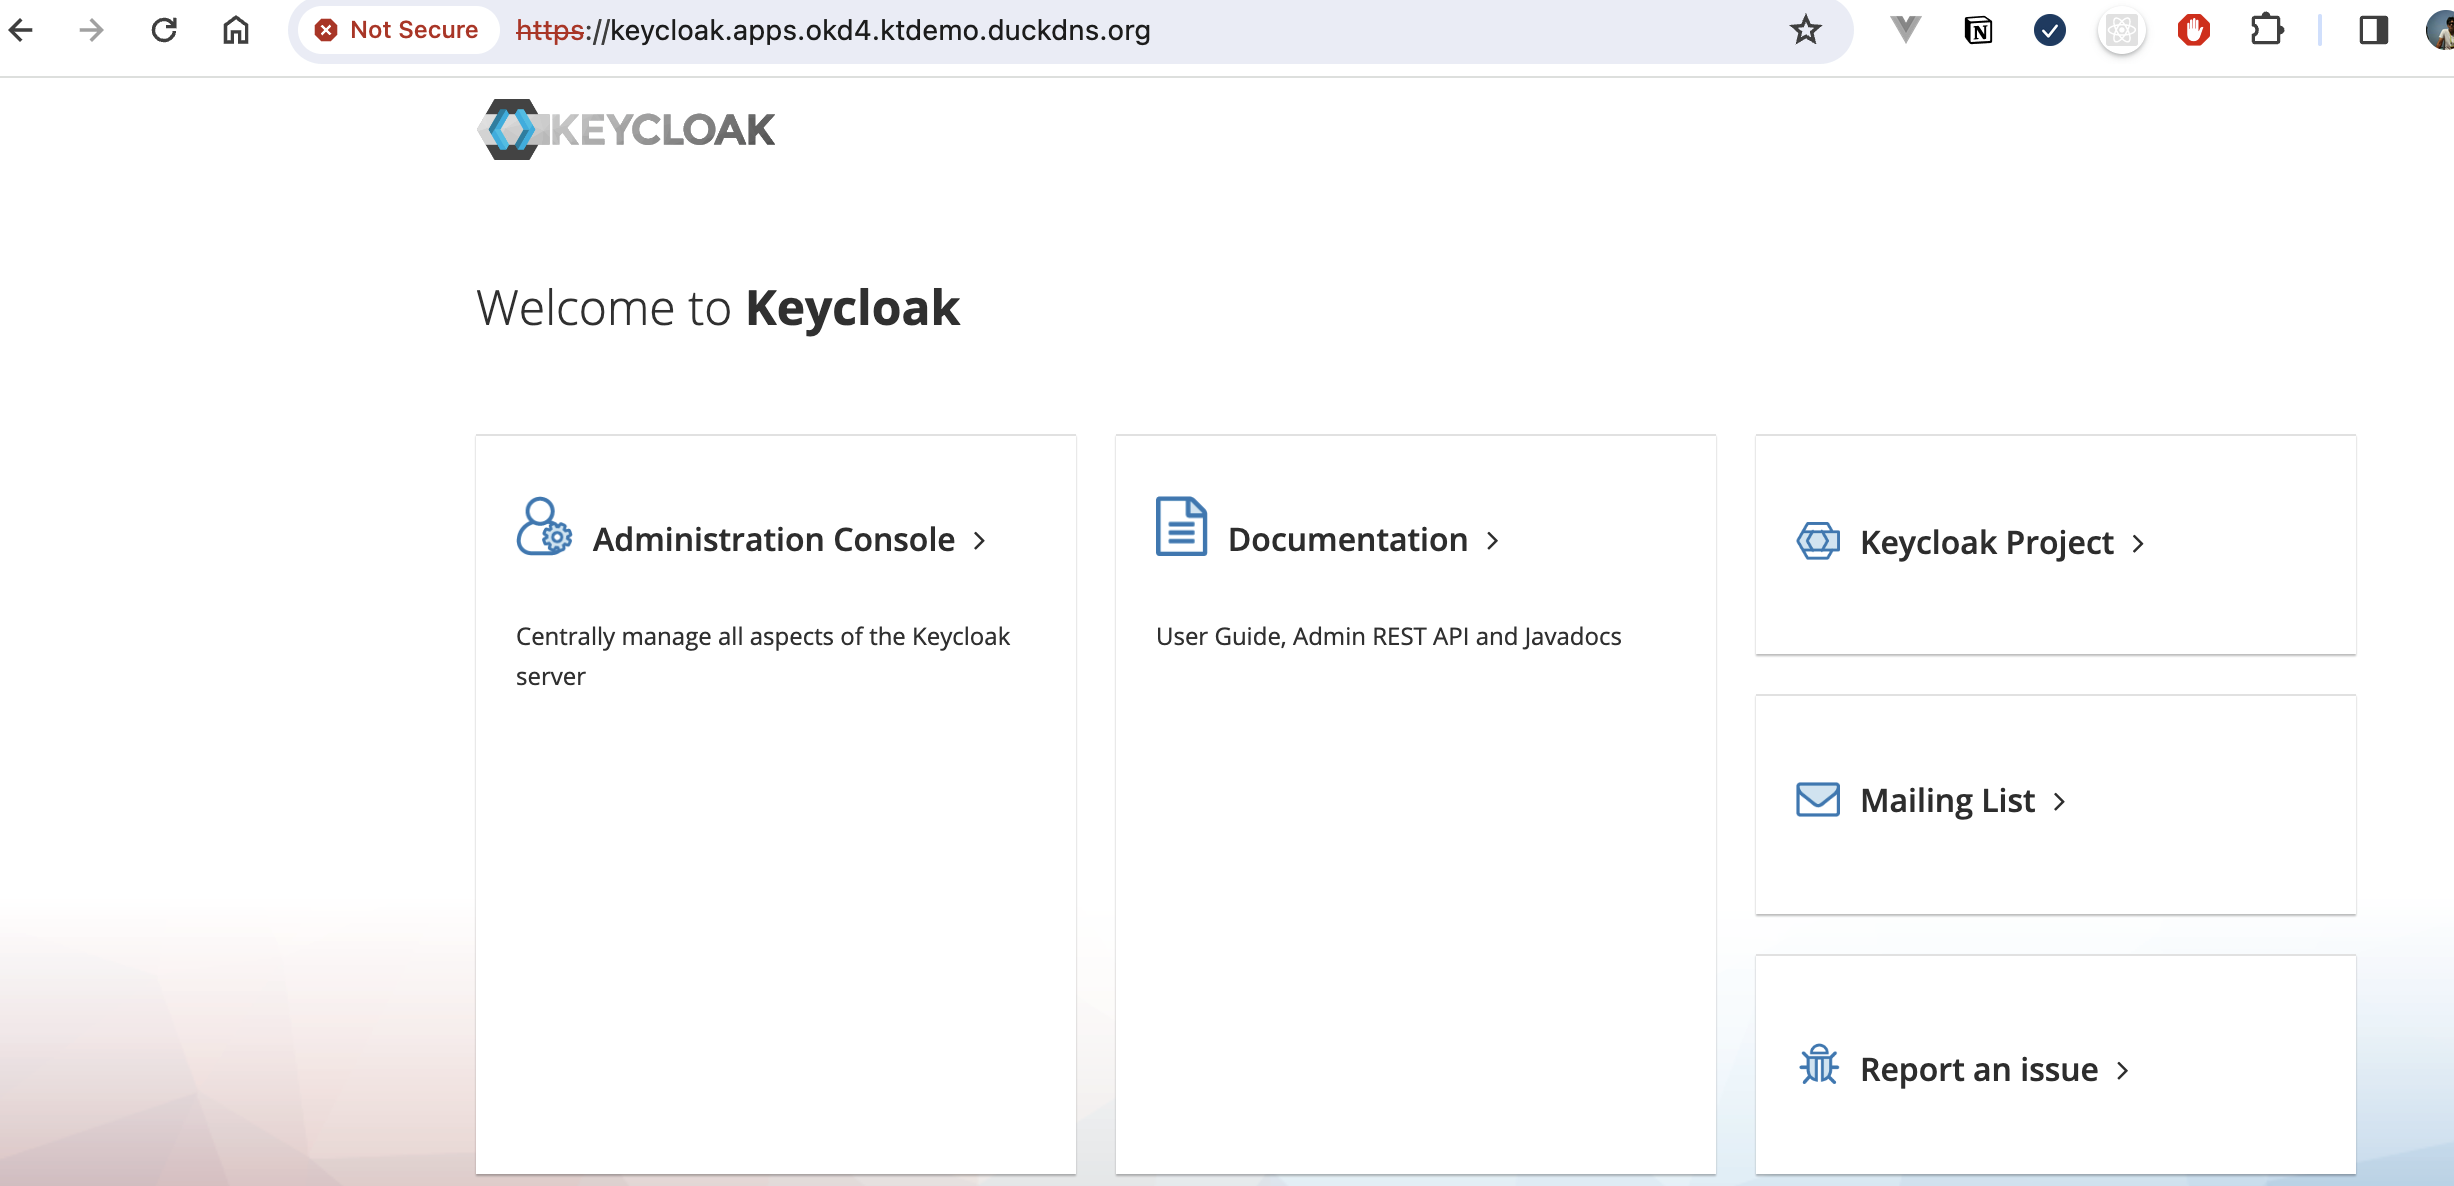 Not Secure https://keycloak.apps.okd4.ktdemo.duckdns.org
KEYCLOAK
Welcome to Keycloak
Administration Console
Centrally manage all aspects of the Keycloak
server
Documentation
User Guide, Admin REST API and Javadocs
Keycloak Project
Mailing List
Report an issue